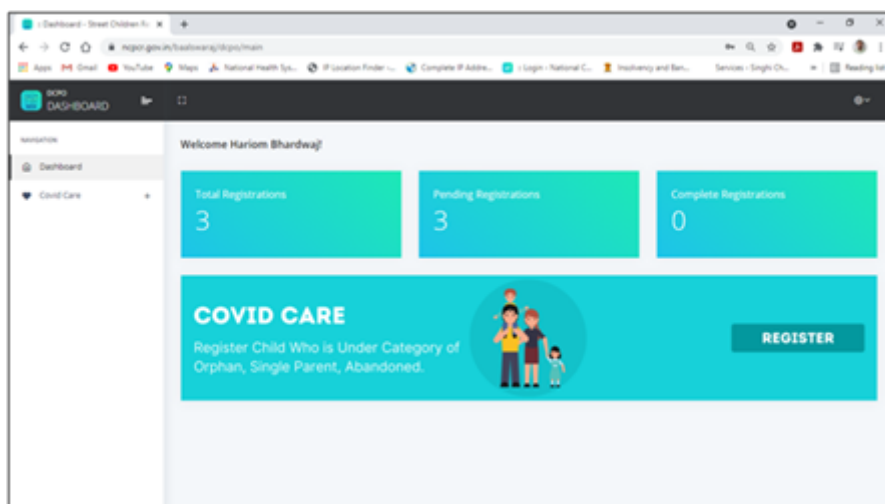 : Dashboard - Street Children Re
ncpcr.gov.in/baalswaraj/dcpo/main
Apps Gmail YouTube Maps National Health Sys... IP Location Finder -... Complete IP Addre... : Login - National C... Insolvency and Ban... Services - Singhi Ch... » Reading list
DCPO
DASHBOARD
NAVIGATION
Dashboard
Covid Care +
Welcome Hariom Bhardwaj!
Total Registrations
3
Pending Registrations
3
Complete Registrations
0
COVID CARE
Register Child Who is Under Category of
Orphan, Single Parent, Abandoned.
REGISTER